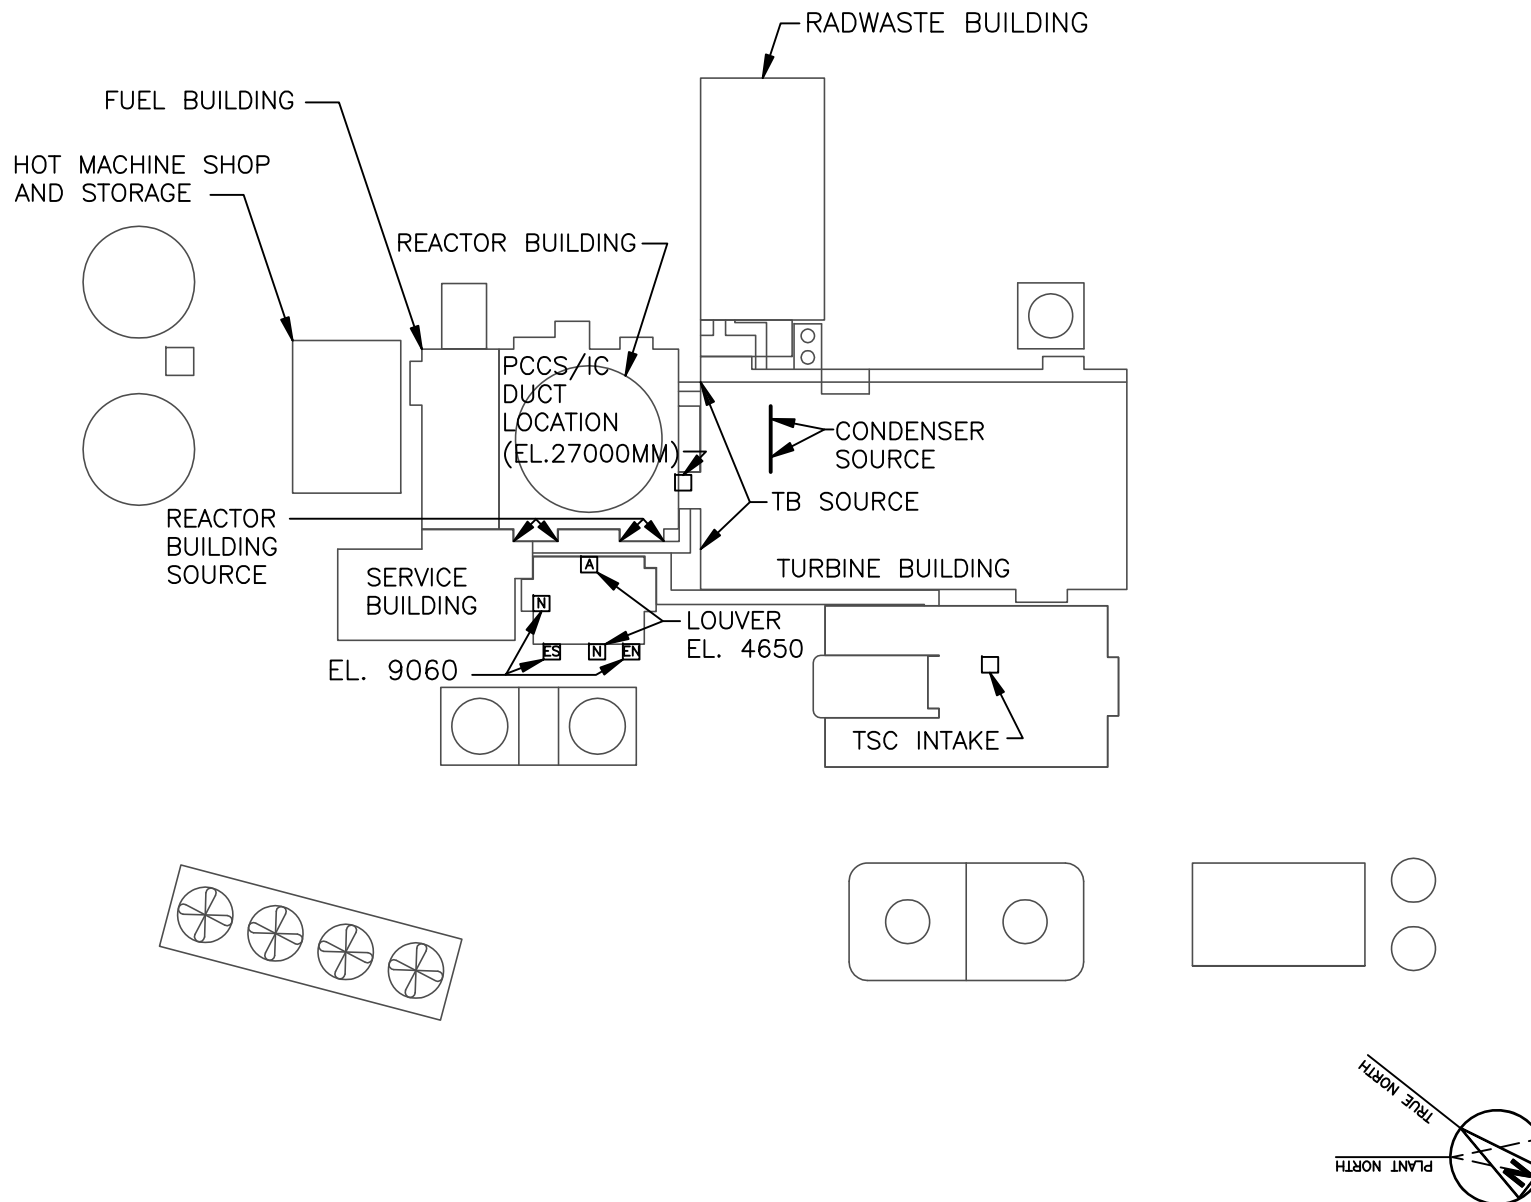 RADWASTE BUILDING
FUEL BUILDING
HOT MACHINE SHOP
AND STORAGE
REACTOR BUILDING
PCCS/IC
DUCT
LOCATION
(EL.27000MM)
CONDENSER
SOURCE
TB SOURCE
REACTOR
BUILDING
SOURCE
TURBINE BUILDING
A
SERVICE
BUILDING
N
LOUVER
EL. 4650
ES
N
EN
EL. 9060
TSC INTAKE
TRUE NORTH
PLANT NORTH
N